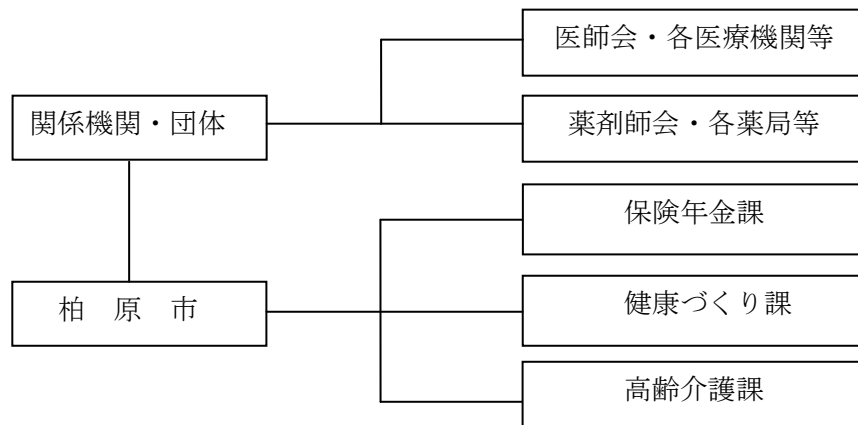 医師会・各医療機関等
関係機関・団体
薬剤師会・各薬局等
保険年金課
柏　原　市
健康づくり課
高齢介護課